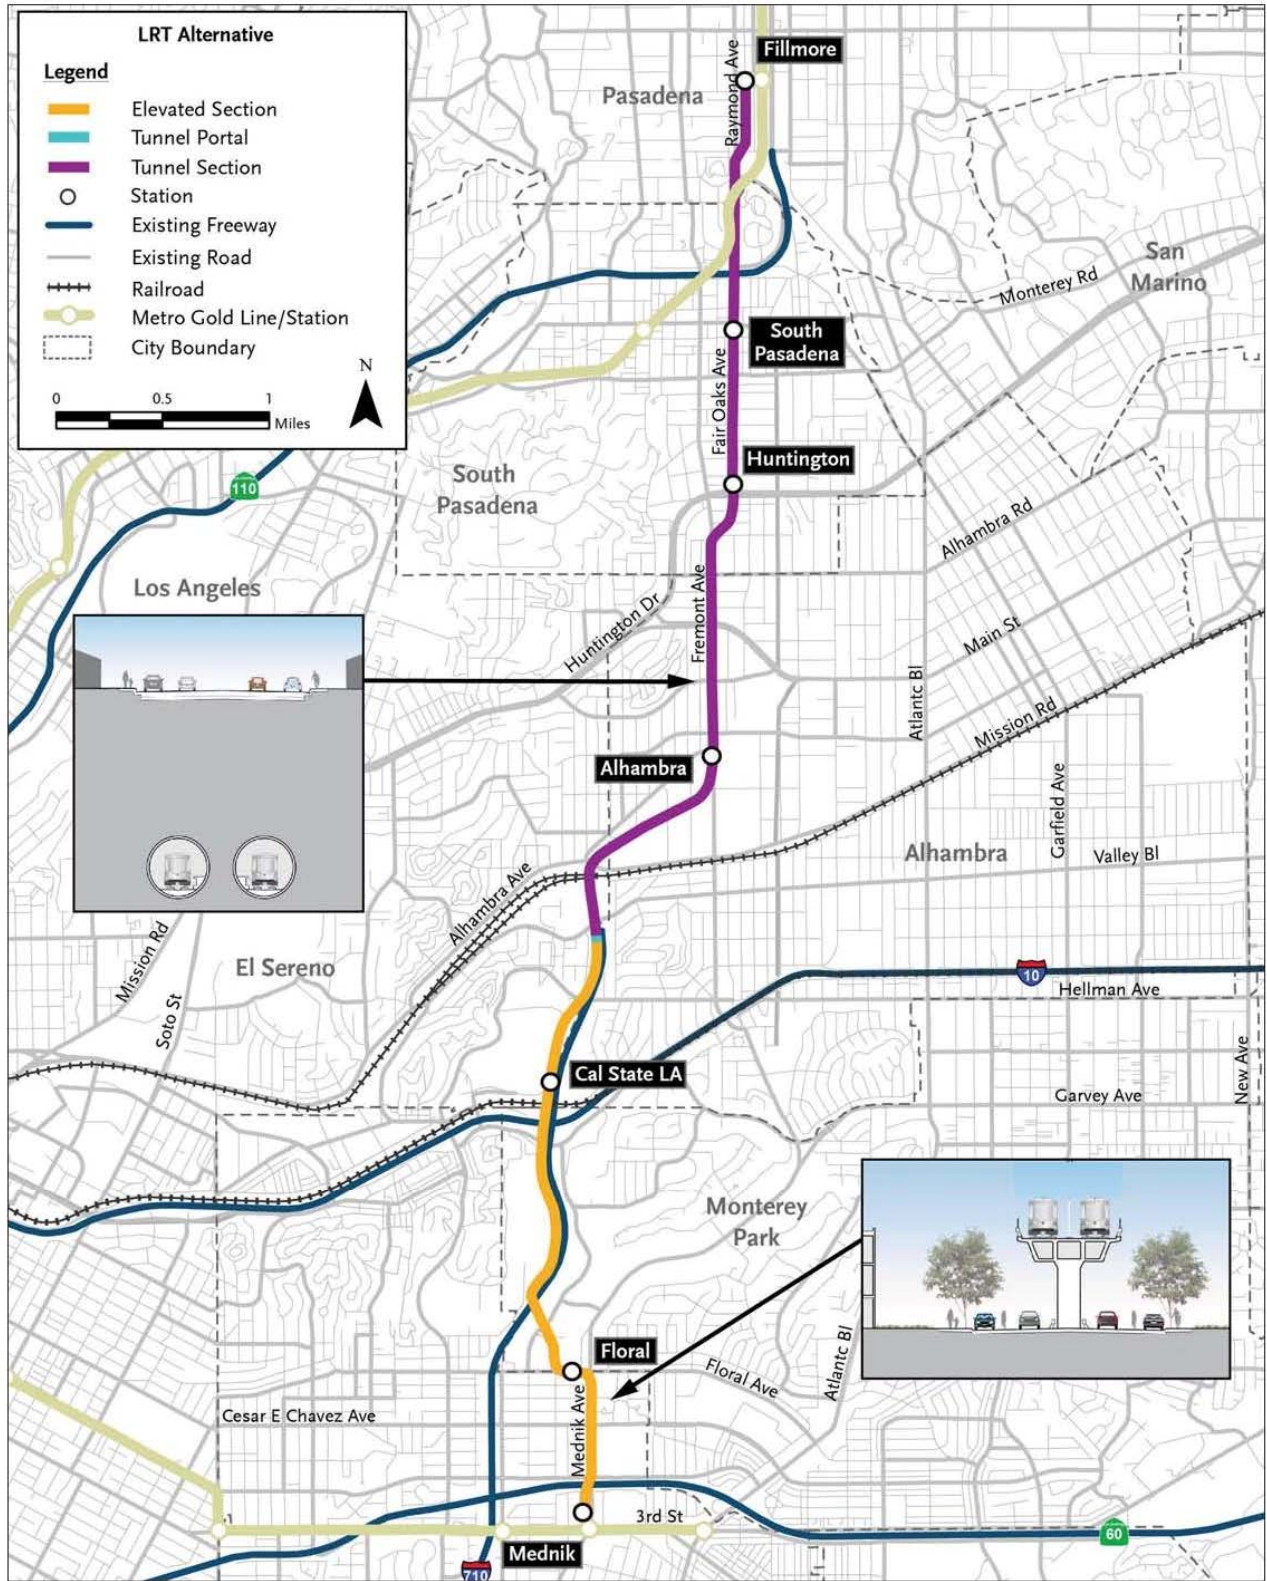 LRT Alternative
Legend
Elevated Section
Tunnel Portal
Tunnel Section
Station
Existing Freeway
Existing Road
Railroad
Metro Gold Line/Station
City Boundary
N
0 0.5 1
Miles
Fillmore
Raymond Ave
Pasadena
San
Marino
Monterey Rd
South
Pasadena
Fair Oaks Ave
Huntington
South
Pasadena
110
Alhambra Rd
Los Angeles
Fremont Ave
Huntington Dr
Main St
Atlantc Bl
Mission Rd
Alhambra
Garfield Ave
Alhambra
Valley Bl
Alhambra Ave
Mission Rd
El Sereno
Soto St
10
Hellman Ave
New Ave
Cal State LA
Garvey Ave
Monterey
Park
Floral
Floral Ave
Atlantc Bl
Mednik Ave
Cesar E Chavez Ave
3rd St
60
Mednik
710